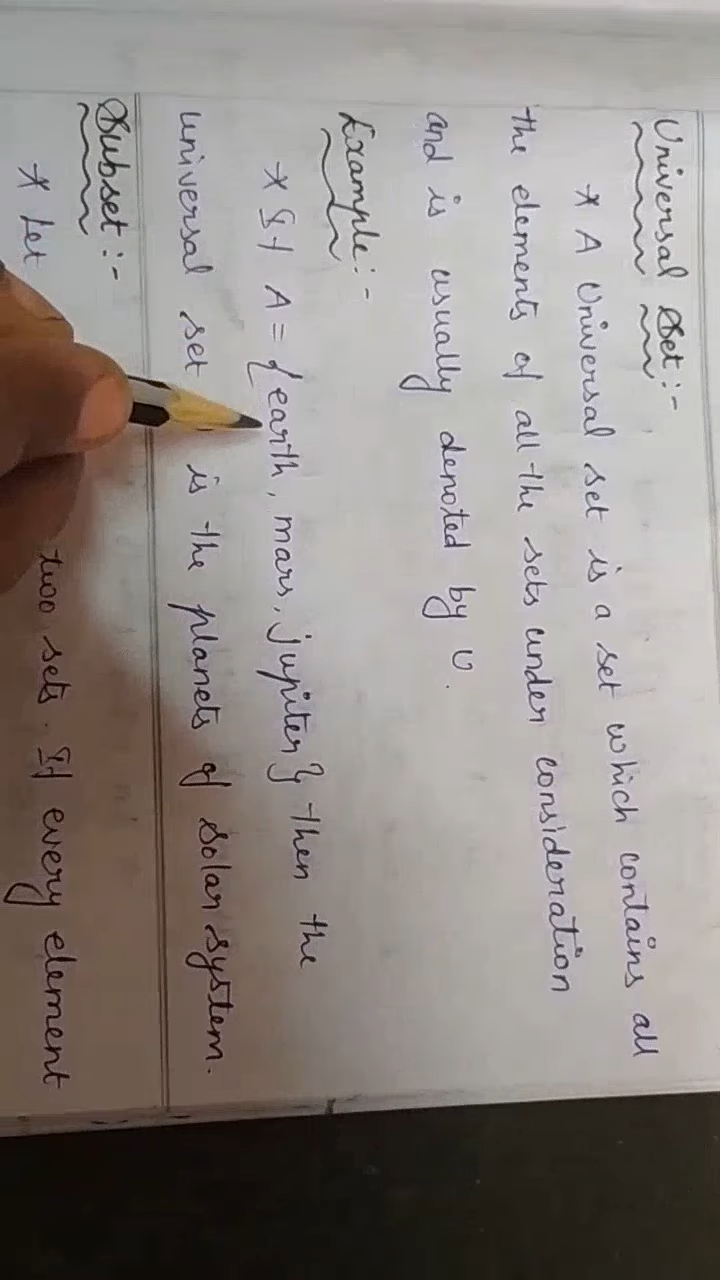 Universal Set :-
* A Universal set is a set which contains all
the elements of all the sets under consideration
and is usually denoted by U.
Example :-
* If A = {earth, mars, jupiter} then the
universal set is the planets of solar system.
Subset :-
* Let two sets. If every element